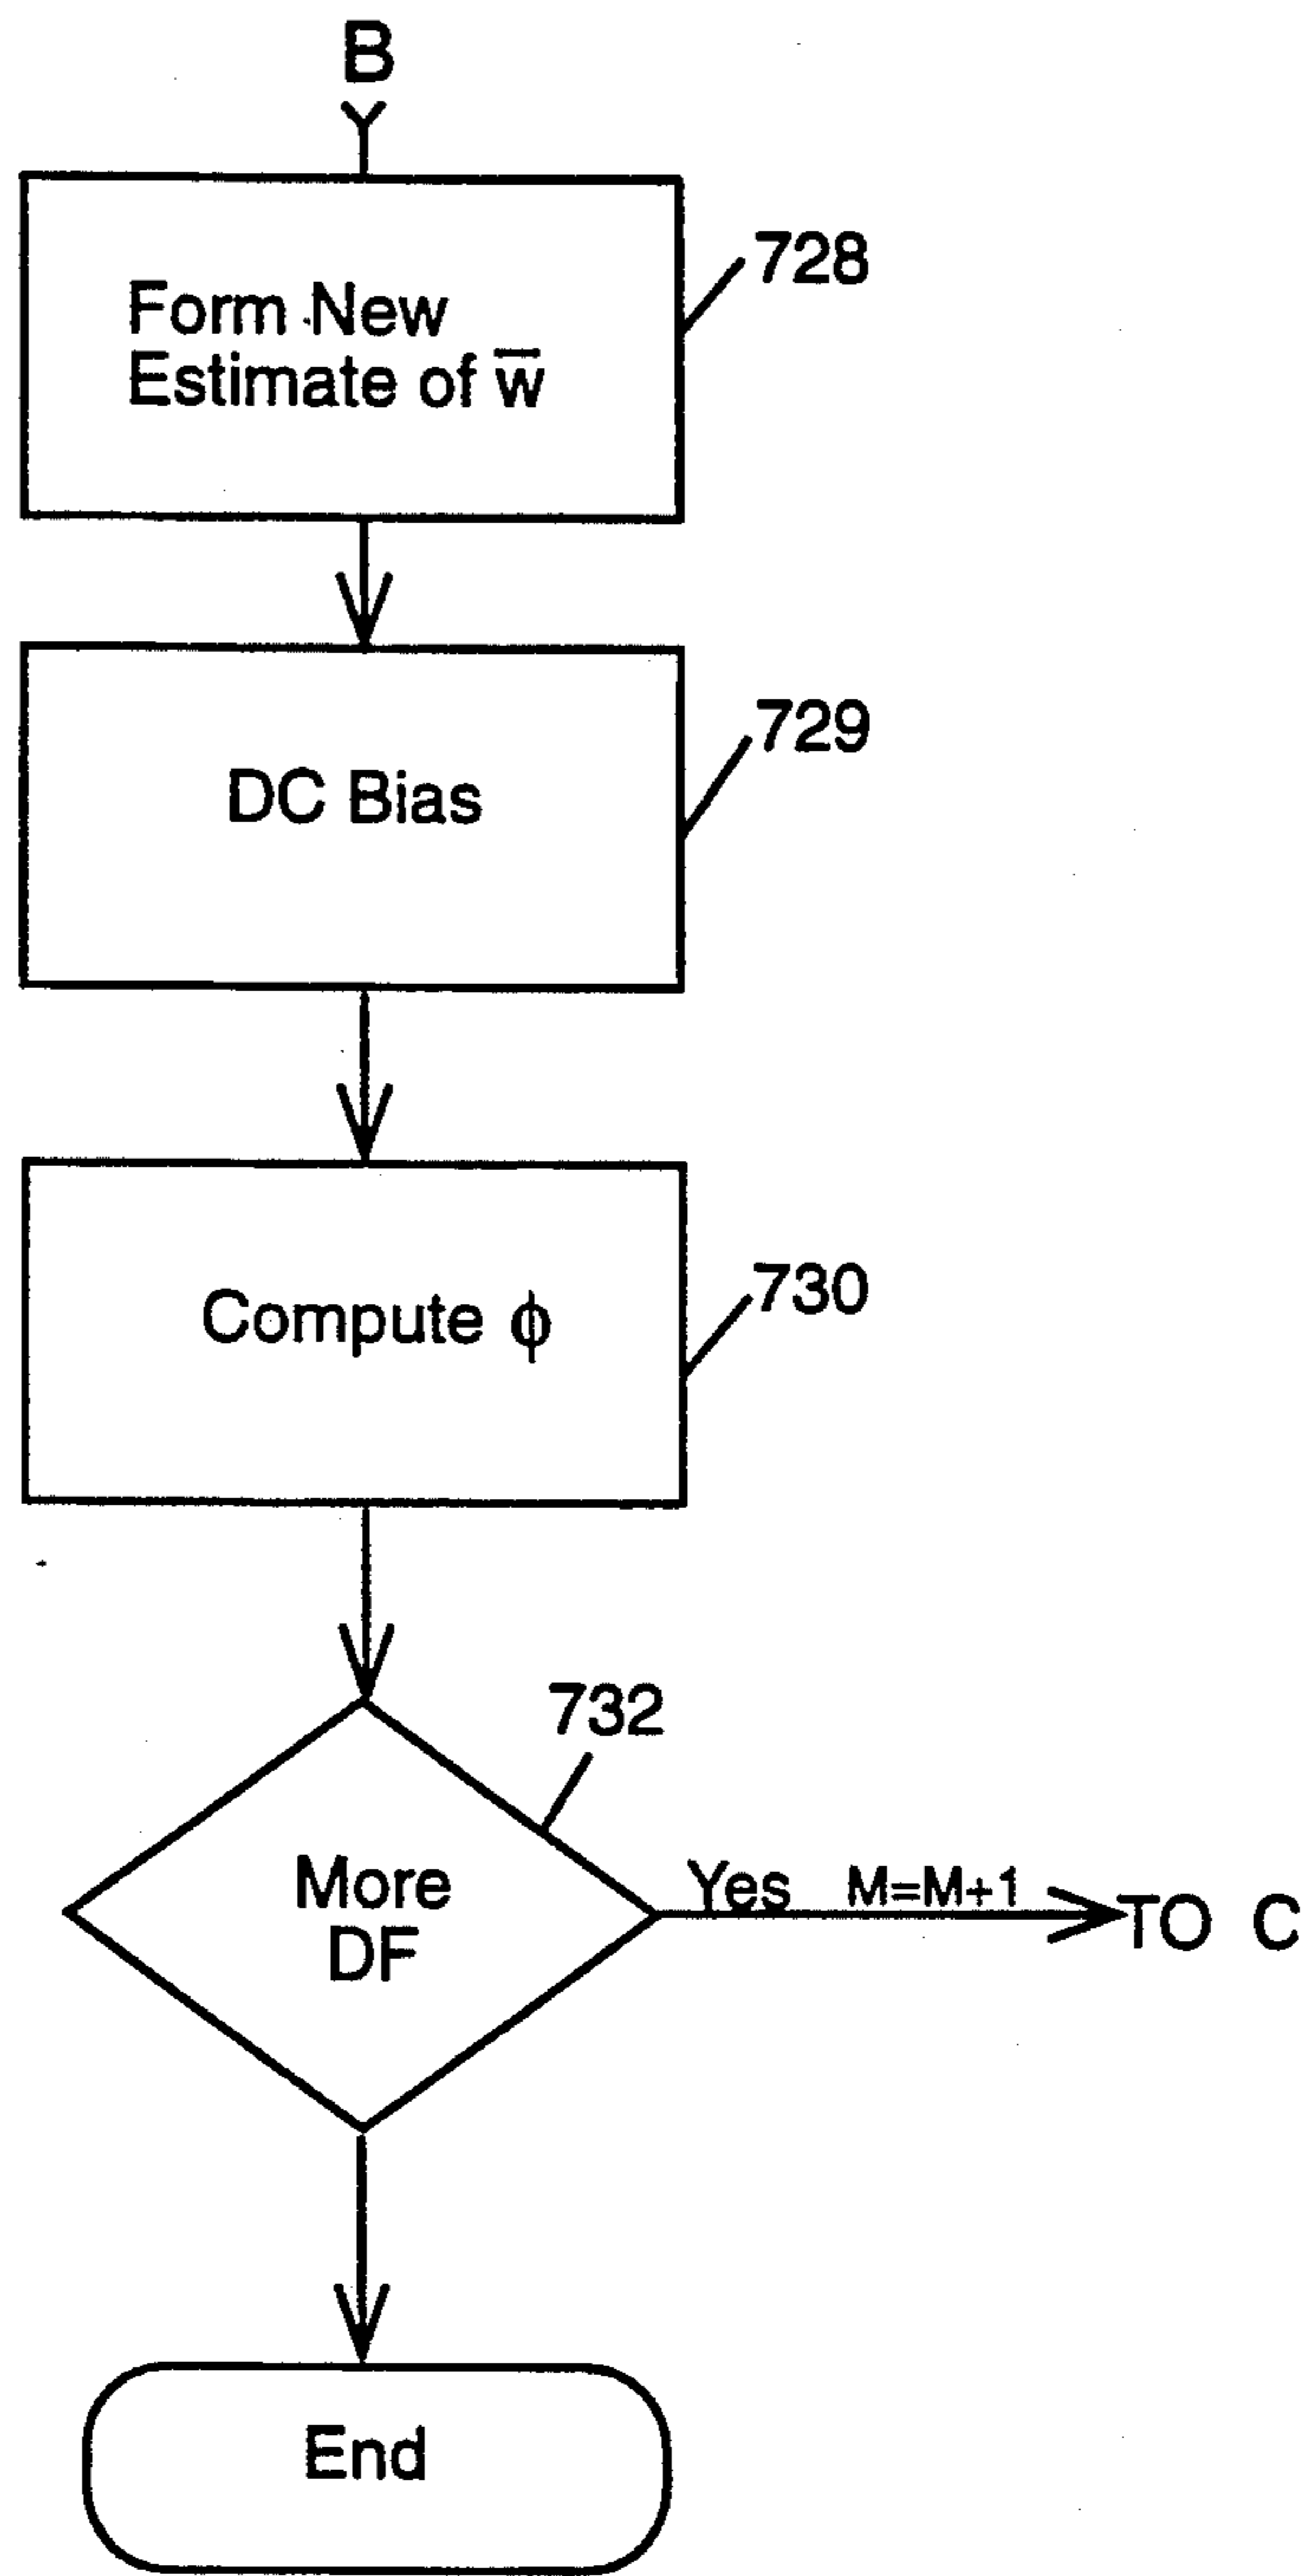 B
728
Form New
Estimate of w̅
729
DC Bias
730
Compute ϕ
732
More
DF
Yes M=M+1
TO C
End